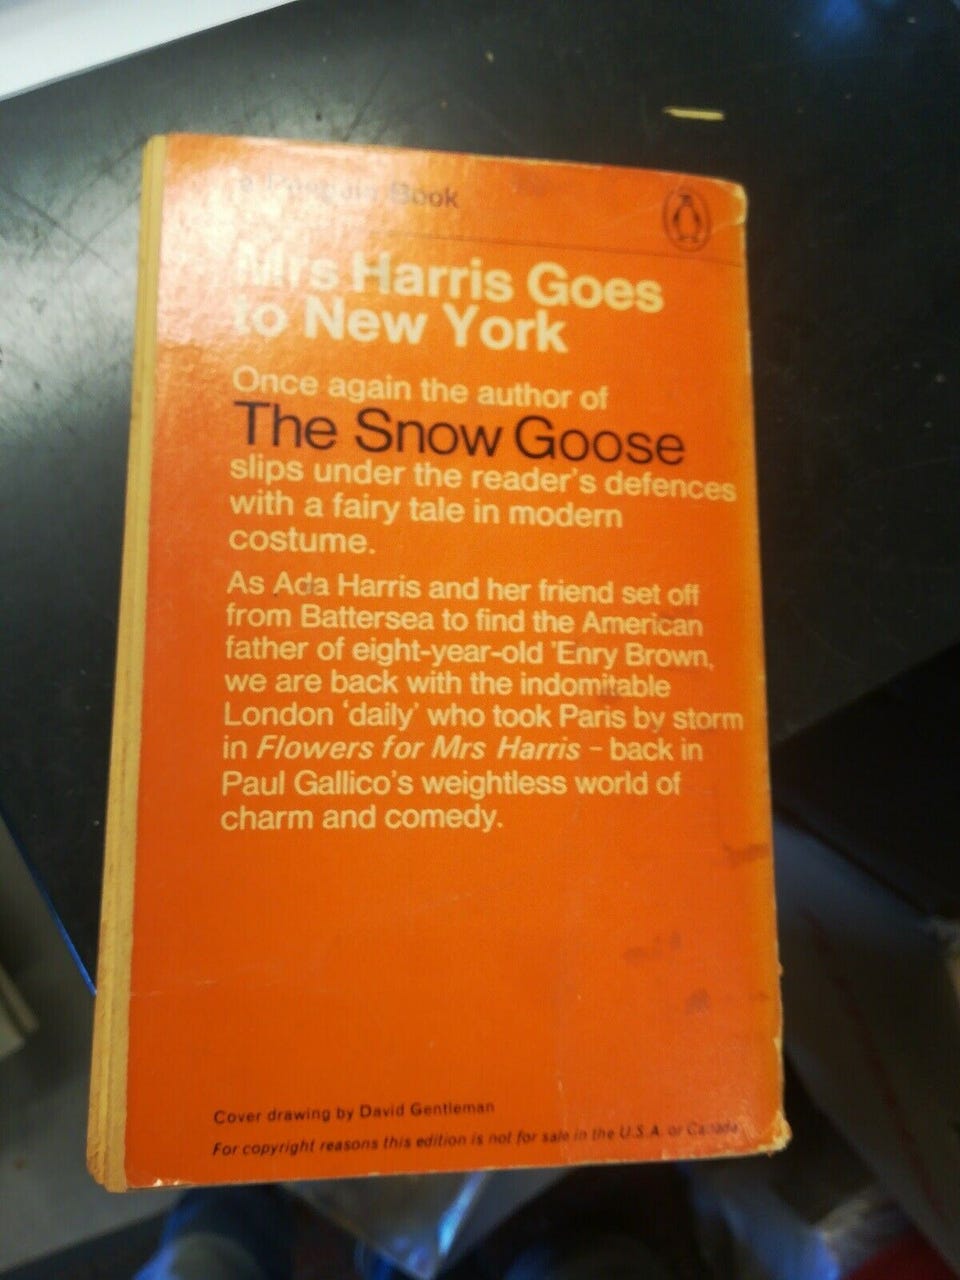 a Penguin Book
Mrs Harris Goes
to New York
Once again the author of
The Snow Goose
slips under the reader's defences
with a fairy tale in modern
costume.
As Ada Harris and her friend set off
from Battersea to find the American
father of eight-year-old 'Enry Brown,
we are back with the indomitable
London 'daily' who took Paris by storm
in Flowers for Mrs Harris – back in
Paul Gallico's weightless world of
charm and comedy.
Cover drawing by David Gentleman
For copyright reasons this edition is not for sale in the U.S.A. or Canada